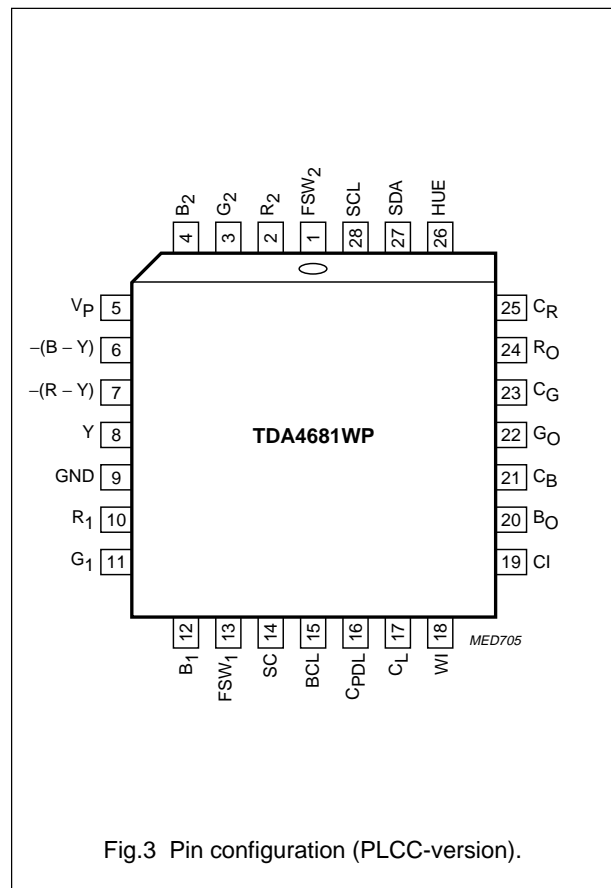 B2 G2 R2 FSW2 SCL SDA HUE
4 3 2 1 28 27 26
VP 5
–(B – Y) 6
–(R – Y) 7
Y 8
GND 9
R1 10
G1 11
TDA4681WP
25 CR
24 RO
23 CG
22 GO
21 CB
20 BO
19 CI
12 13 14 15 16 17 18
B1 FSW1 SC BCL CPDL CL WI
MED705
Fig.3 Pin configuration (PLCC-version).